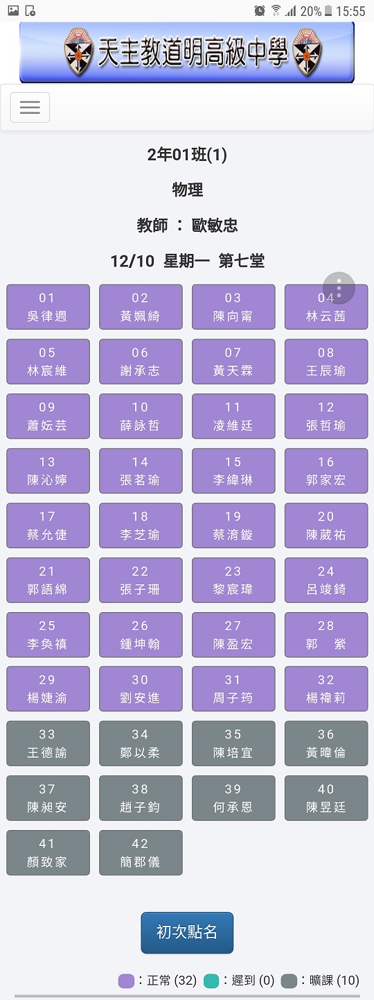 20% 15:55
天主教道明高級中學
2年01班(1)
物理
教師 : 歐敏忠
12/10 星期一 第七堂
01 02 03 04
吳律週 黃姵綺 陳向甯 林云茜
05 06 07 08
林宸維 謝承志 黃天霖 王辰瑜
09 10 11 12
蕭妘芸 薛詠哲 凌維廷 張哲瑜
13 14 15 16
陳沁嬣 張茗瑜 李緯琳 郭家宏
17 18 19 20
蔡允倢 李芝瑜 蔡淯鏇 陳葳祐
21 22 23 24
郭語綿 張子珊 黎宸瑋 呂竣錡
25 26 27 28
李奐禛 鍾坤翰 陳盈宏 郭 縈
29 30 31 32
楊婕渝 劉安進 周子筠 楊禕莉
33 34 35 36
王德諭 鄭以柔 陳培宜 黃暐倫
37 38 39 40
陳昶安 趙子鈞 何承恩 陳昱廷
41 42
顏致家 簡郡儀
初次點名
: 正常 (32) : 遲到 (0) : 曠課 (10)